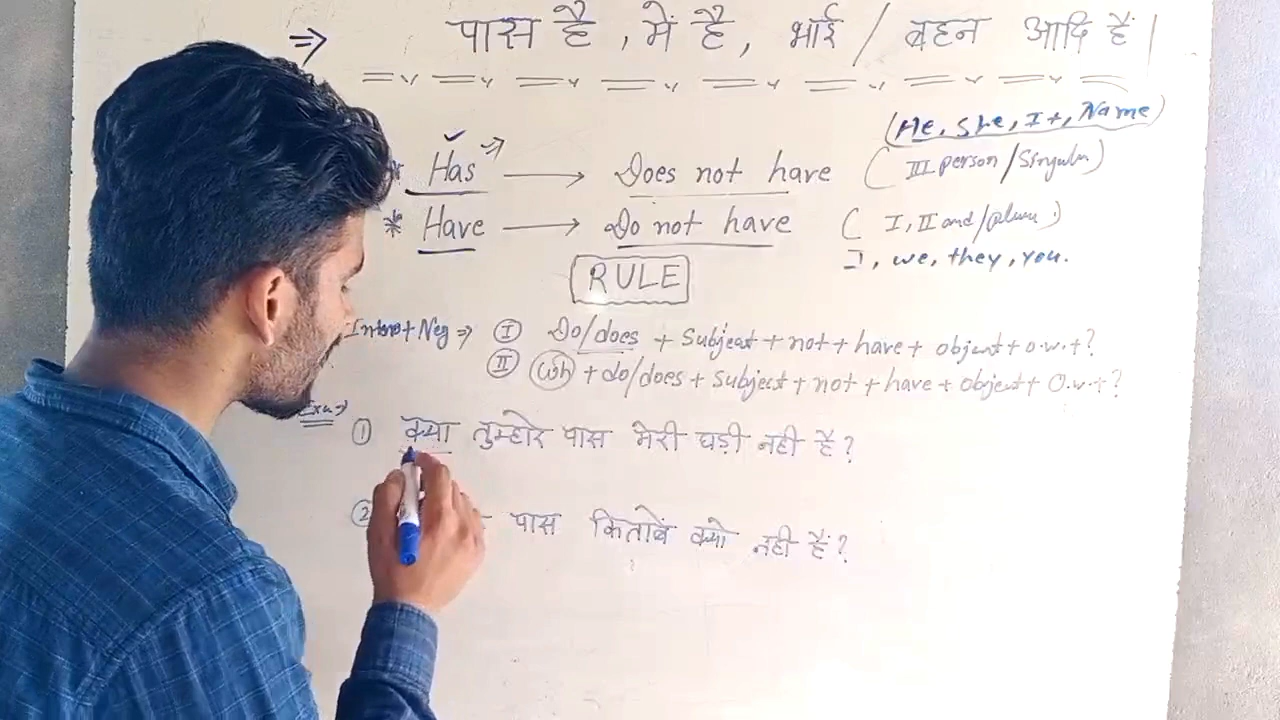 ⇒ पास है, में है, भाई / बहन आदि हैं|
(He, She, It, Name)
* Has → Does not have ( III person/Singular)
* Have → Do not have ( I, II and/plural)
I, we, they, you.
RULE
Neg ⇒ I Do/does + Subject + not + have + object + o.w.+?
II (Wh) + do/does + Subject + not + have + Object + O.w.+?
Exa ⇒
① क्या तुम्हारे पास मेरी घड़ी नही है?
② पास किताबें क्यो नही हैं?